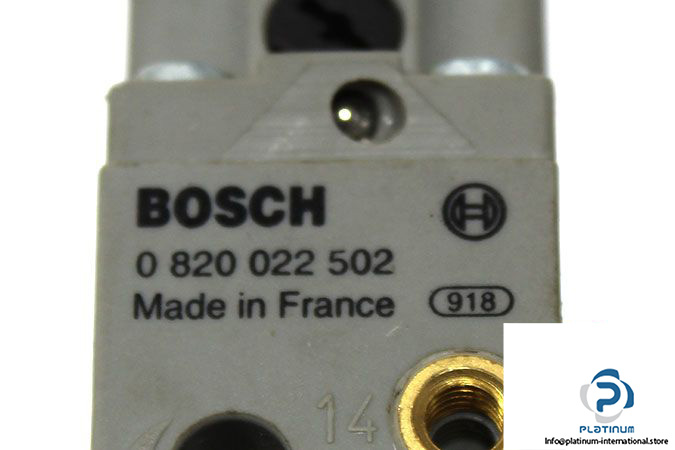 BOSCH
0 820 022 502
Made in France 918
14
PLATINUM
Info@platinum-international.store